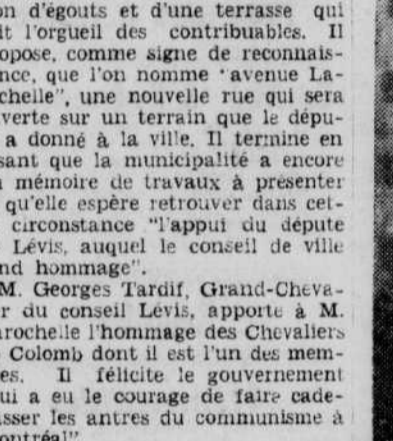 on d'égouts et d'une terrasse qui
it l'orgueil des contribuables. Il
opose, comme signe de reconnais-
nce, que l'on nomme "avenue La-
chelle", une nouvelle rue qui sera
verte sur un terrain que le dépu-
a donné à la ville. Il termine en
sant que la municipalité a encore
mémoire de travaux à présenter
qu'elle espère retrouver dans cet-
circonstance "l'appui du députe
Lévis, auquel le conseil de ville
nd hommage".
M. Georges Tardif, Grand-Cheva-
r du conseil Lévis, apporte à M.
aroche.le l'hommage des Chevaliers
Colomb dont il est l'un des mem-
es. Il félicite le gouvernement
ui a eu le courage de faire cade-
asser les antres du communisme à
ontréal"